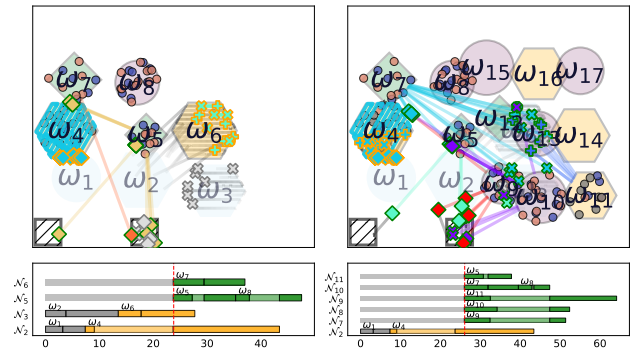 ω₇ ω₈
ω₄ ω₅ ω₆
ω₁ ω₂ ω₃
ω₇ ω₈ ω₁₅ ω₁₆ ω₁₇
ω₄ ω₅ ω₁₃ ω₁₄
ω₁ ω₂ ω₉ ω₁₀ ω₁₁
𝒩₆ ω₇
𝒩₅ ω₅ ω₈
𝒩₃ ω₂ ω₆
𝒩₂ ω₁ ω₄
0 10 20 30 40
𝒩₁₁ ω₅
𝒩₁₀ ω₇ ω₈
𝒩₉ ω₁₁
𝒩₈ ω₁₀
𝒩₇ ω₉
𝒩₂ ω₁ ω₄
0 10 20 30 40 50 60